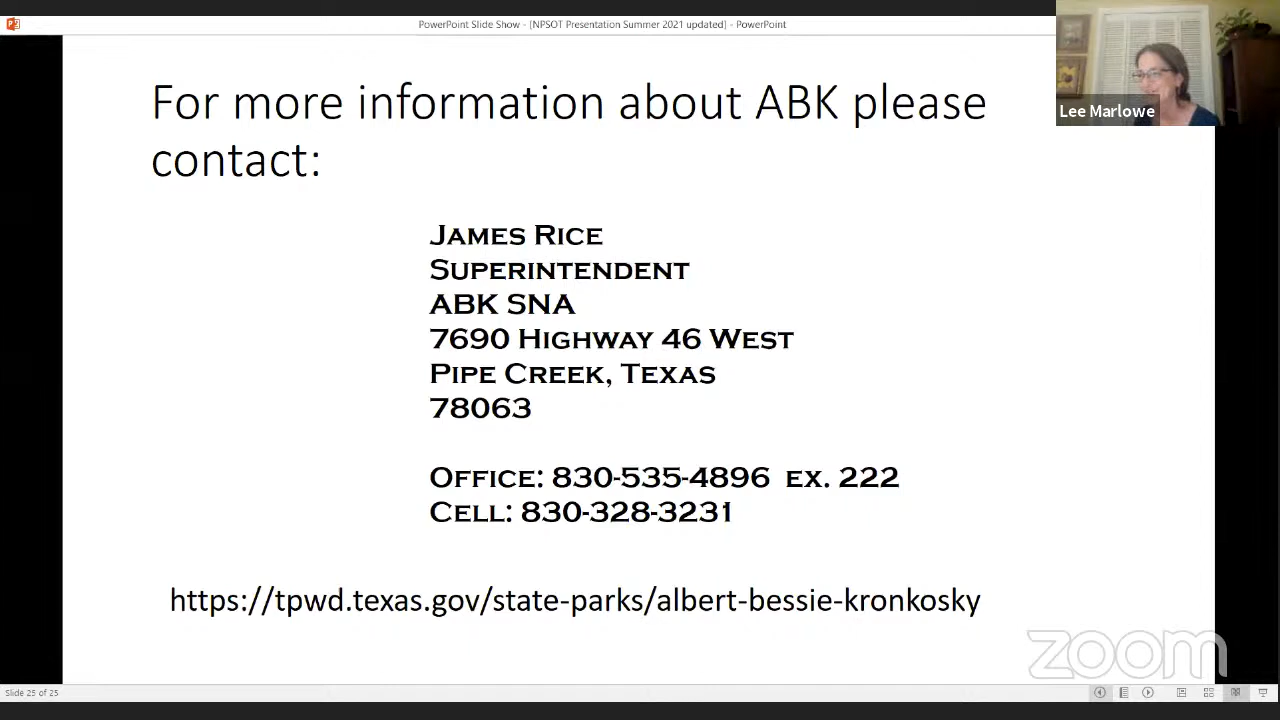 PowerPoint Slide Show - [NPSOT Presentation Summer 2021 updated] - PowerPoint
Lee Marlowe
For more information about ABK please
contact:
James Rice
Superintendent
ABK SNA
7690 Highway 46 West
Pipe Creek, Texas
78063
Office: 830-535-4896 ex. 222
Cell: 830-328-3231
https://tpwd.texas.gov/state-parks/albert-bessie-kronkosky
zoom
Slide 25 of 25